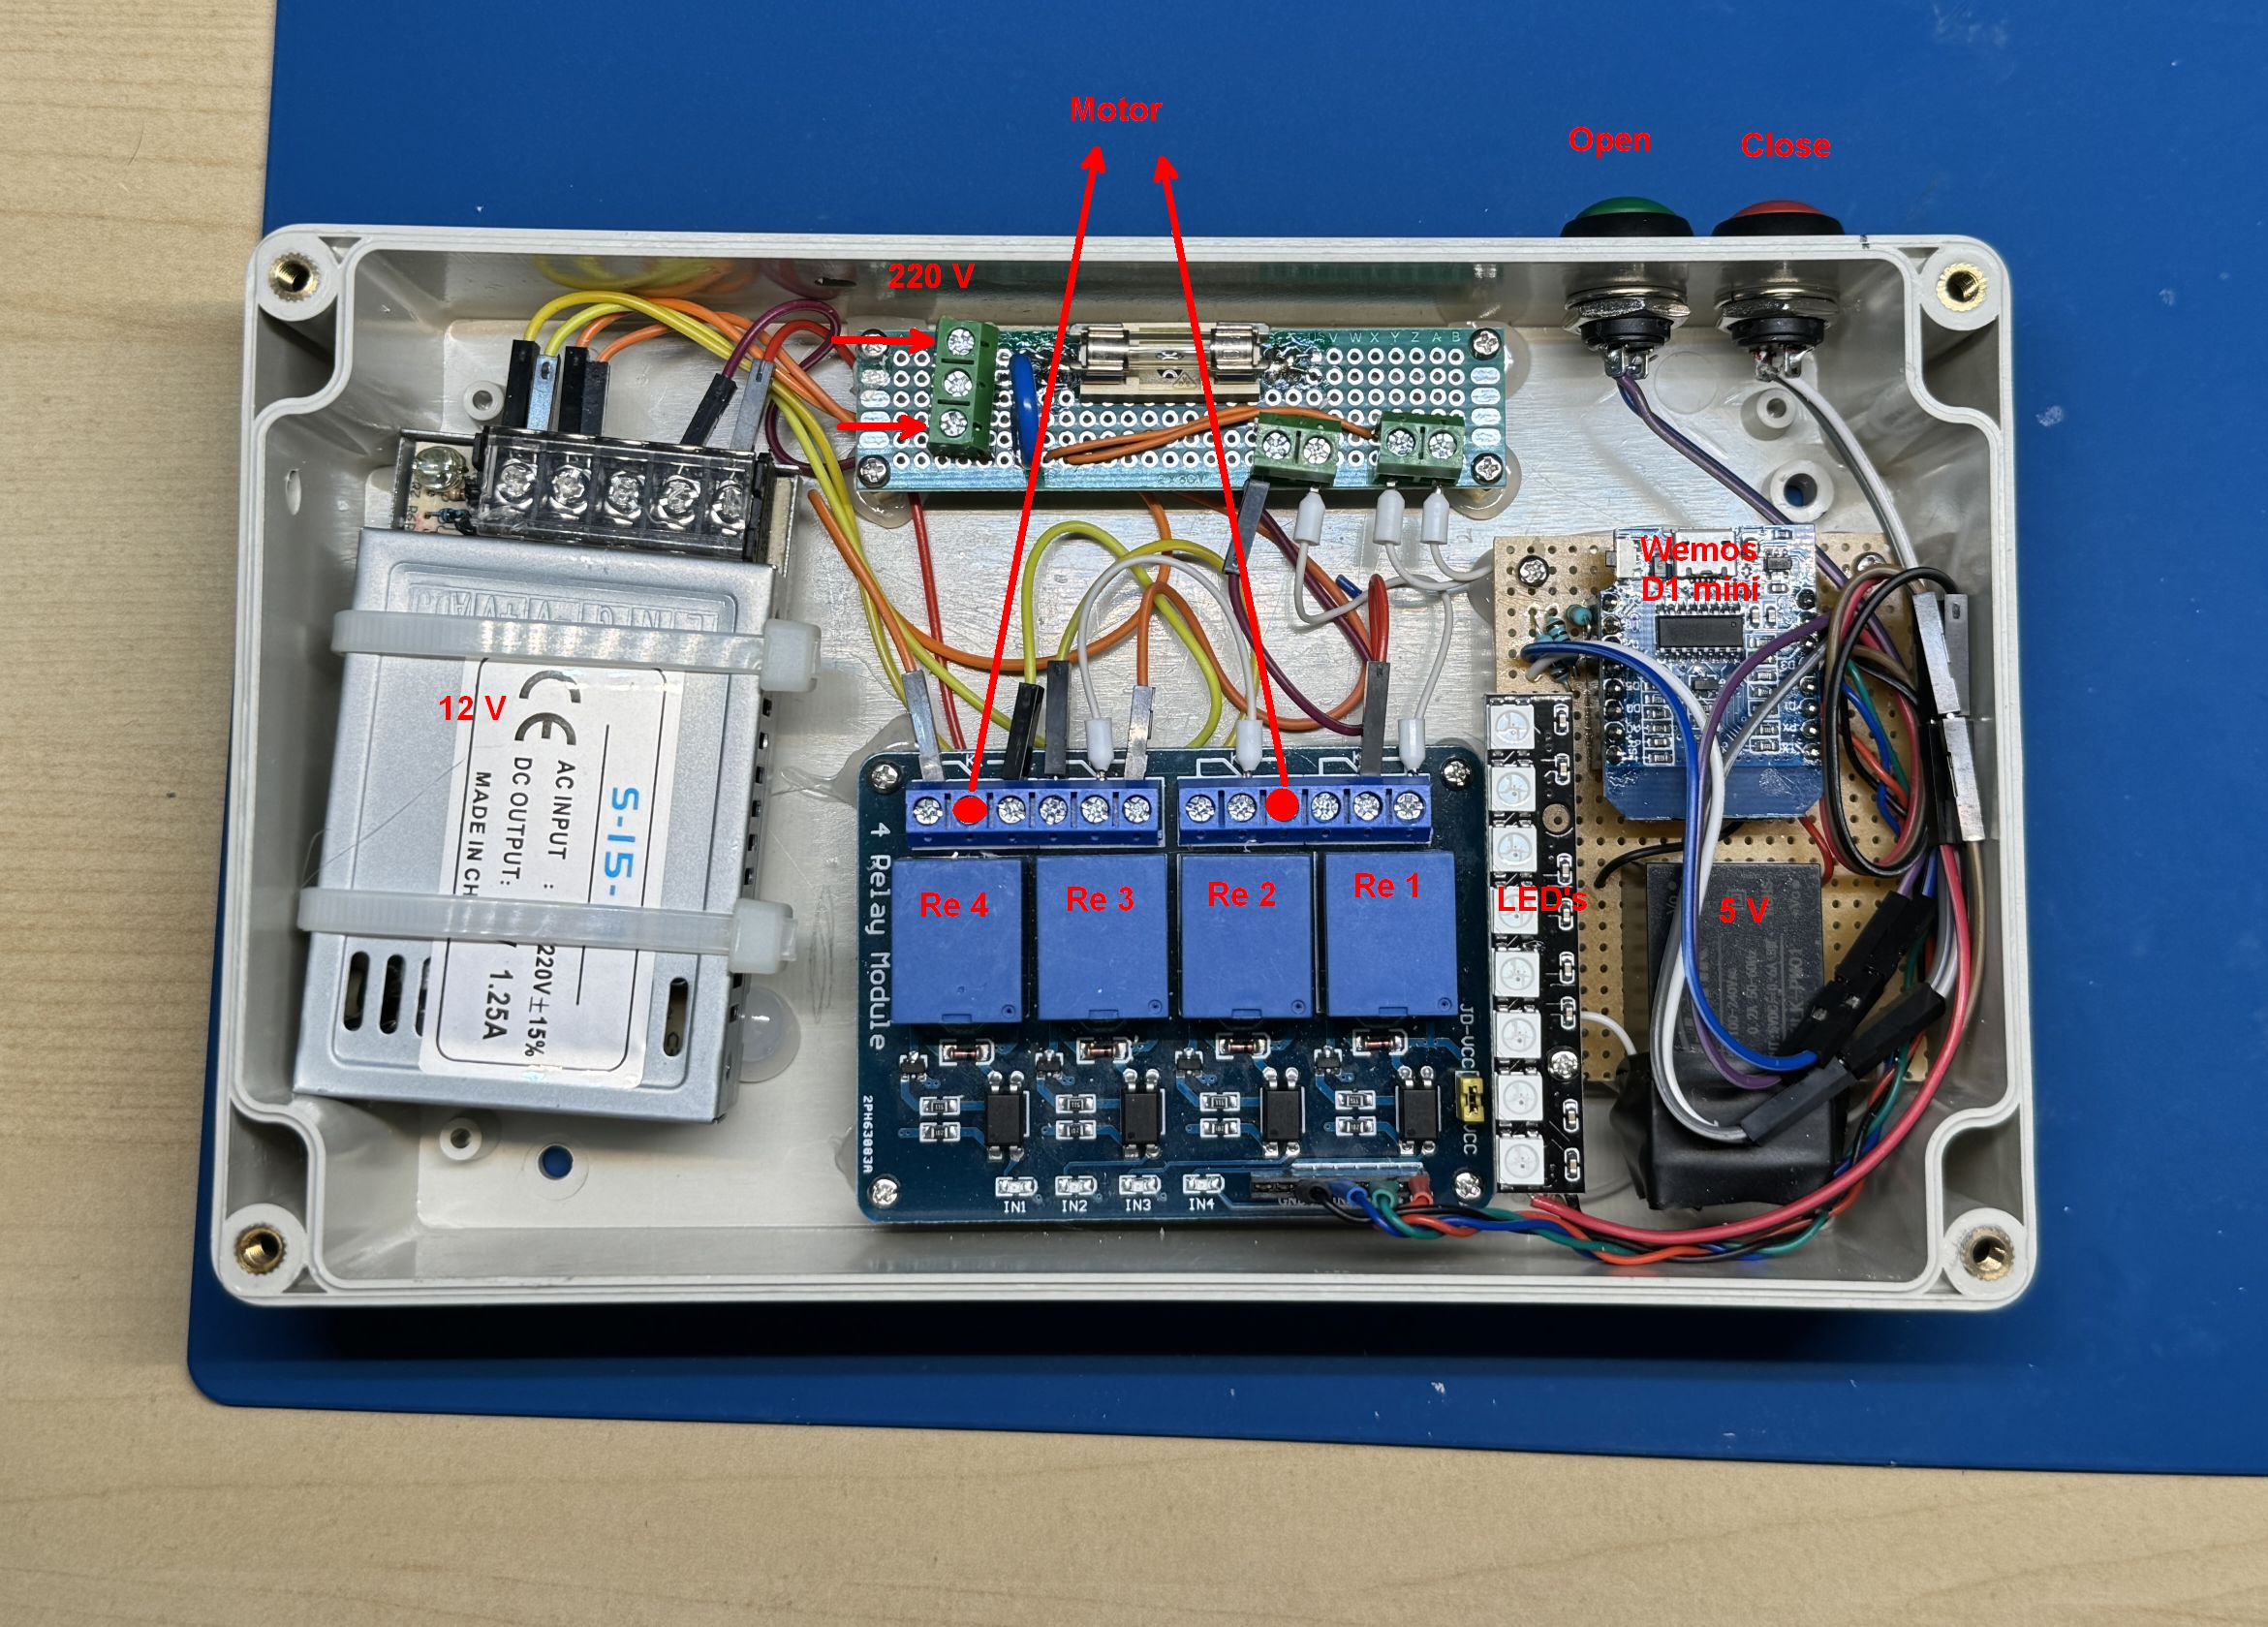 Motor
Open
Close
220 V
V W X Y Z A B
Wemos
D1 mini
12 V
CE
S-15-
AC INPUT :
220V±15%
DC OUTPUT:
1.25A
MADE IN CH
4 Relay Module
Re 4
Re 3
Re 2
Re 1
LED's
5 V
JD-VCC
VCC
2PH63083A
IN1
IN2
IN3
IN4